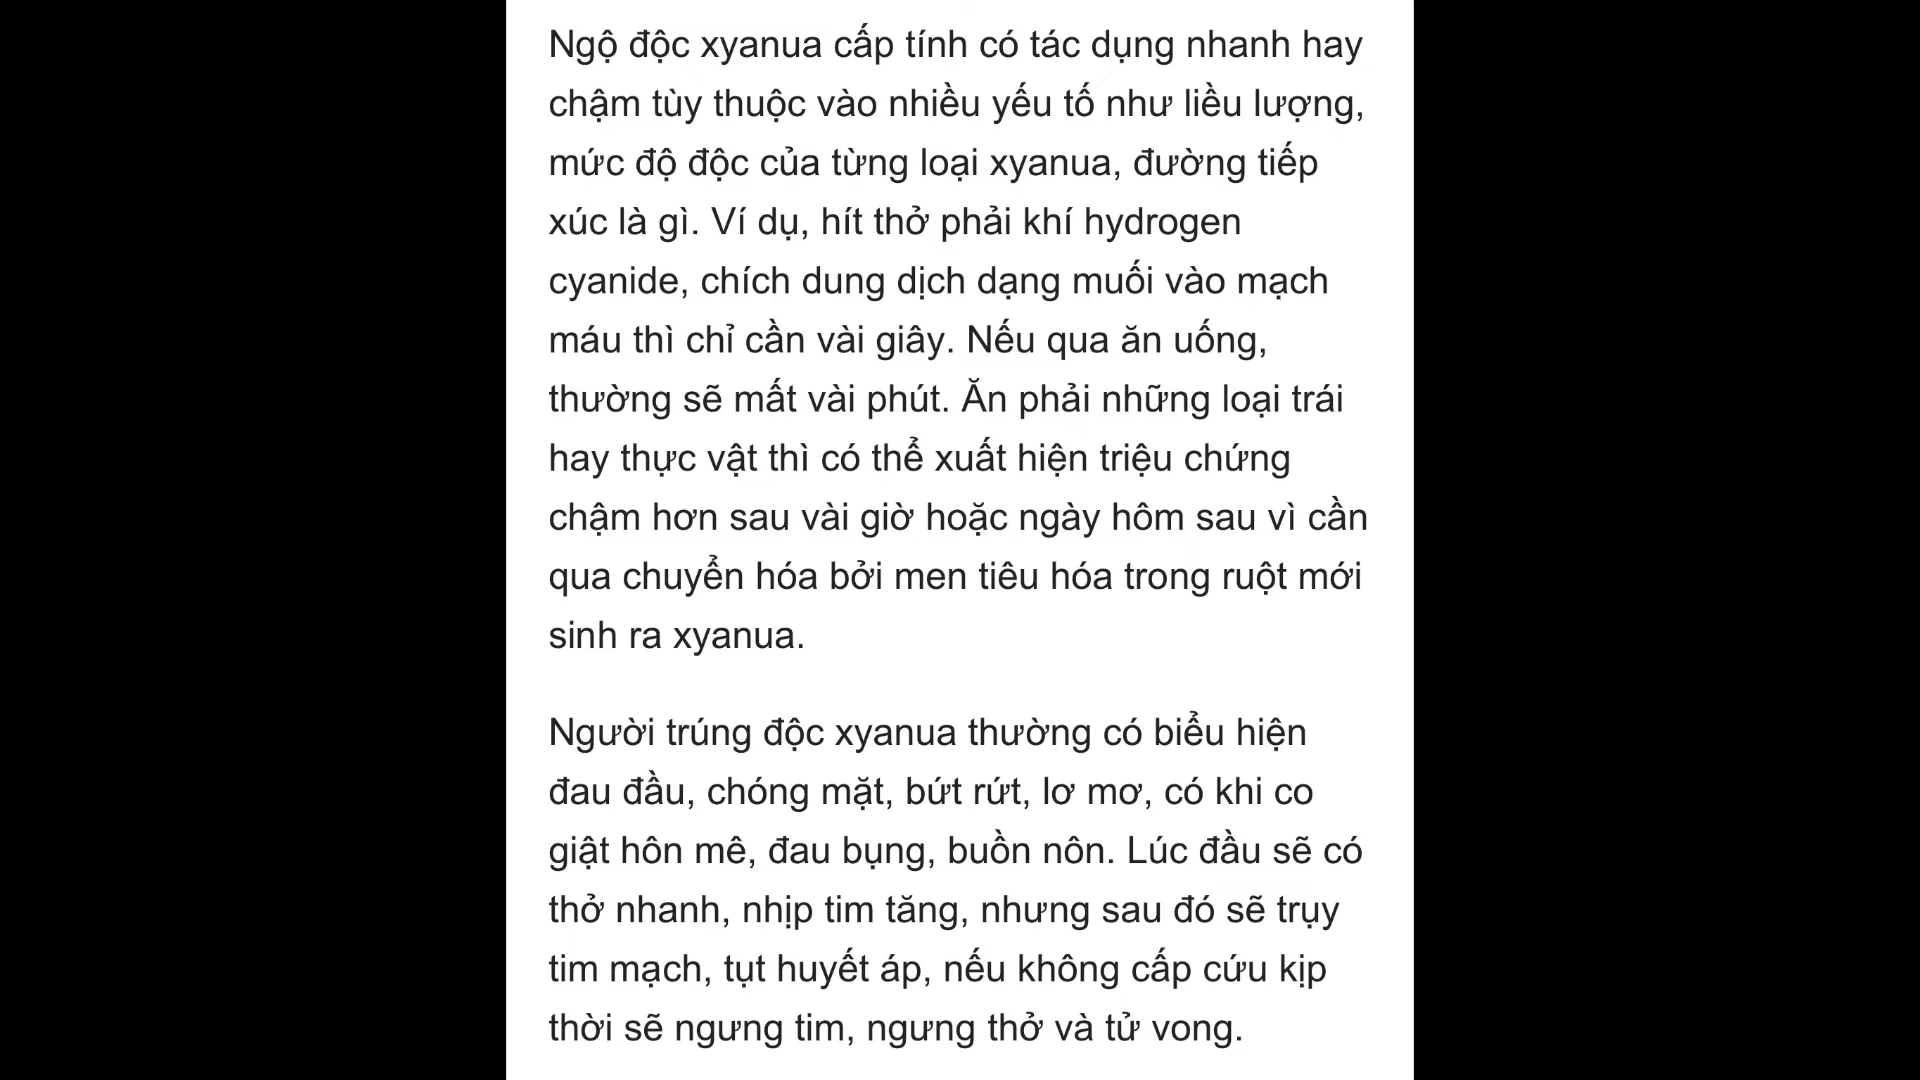 Ngộ độc xyanua cấp tính có tác dụng nhanh hay
chậm tùy thuộc vào nhiều yếu tố như liều lượng,
mức độ độc của từng loại xyanua, đường tiếp
xúc là gì. Ví dụ, hít thở phải khí hydrogen
cyanide, chích dung dịch dạng muối vào mạch
máu thì chỉ cần vài giây. Nếu qua ăn uống,
thường sẽ mất vài phút. Ăn phải những loại trái
hay thực vật thì có thể xuất hiện triệu chứng
chậm hơn sau vài giờ hoặc ngày hôm sau vì cần
qua chuyển hóa bởi men tiêu hóa trong ruột mới
sinh ra xyanua.
Người trúng độc xyanua thường có biểu hiện
đau đầu, chóng mặt, bứt rứt, lơ mơ, có khi co
giật hôn mê, đau bụng, buồn nôn. Lúc đầu sẽ có
thở nhanh, nhịp tim tăng, nhưng sau đó sẽ trụy
tim mạch, tụt huyết áp, nếu không cấp cứu kịp
thời sẽ ngưng tim, ngưng thở và tử vong.